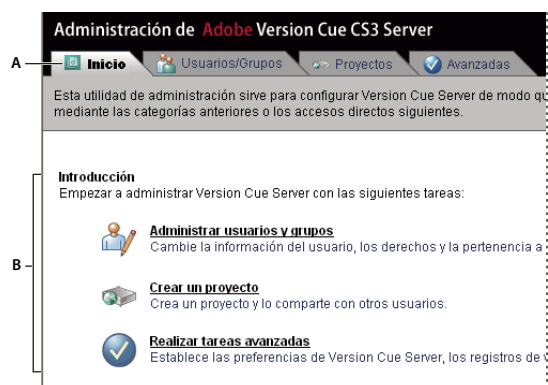 Administración de Adobe Version Cue CS3 Server
A
Inicio
Usuarios/Grupos
Proyectos
Avanzadas
Esta utilidad de administración sirve para configurar Version Cue Server de modo
mediante las categorías anteriores o los accesos directos siguientes.
Introducción
Empezar a administrar Version Cue Server con las siguientes tareas:
Administrar usuarios y grupos
Cambie la información del usuario, los derechos y la pertenencia a
B
Crear un proyecto
Crea un proyecto y lo comparte con otros usuarios.
Realizar tareas avanzadas
Establece las preferencias de Version Cue Server, los registros de